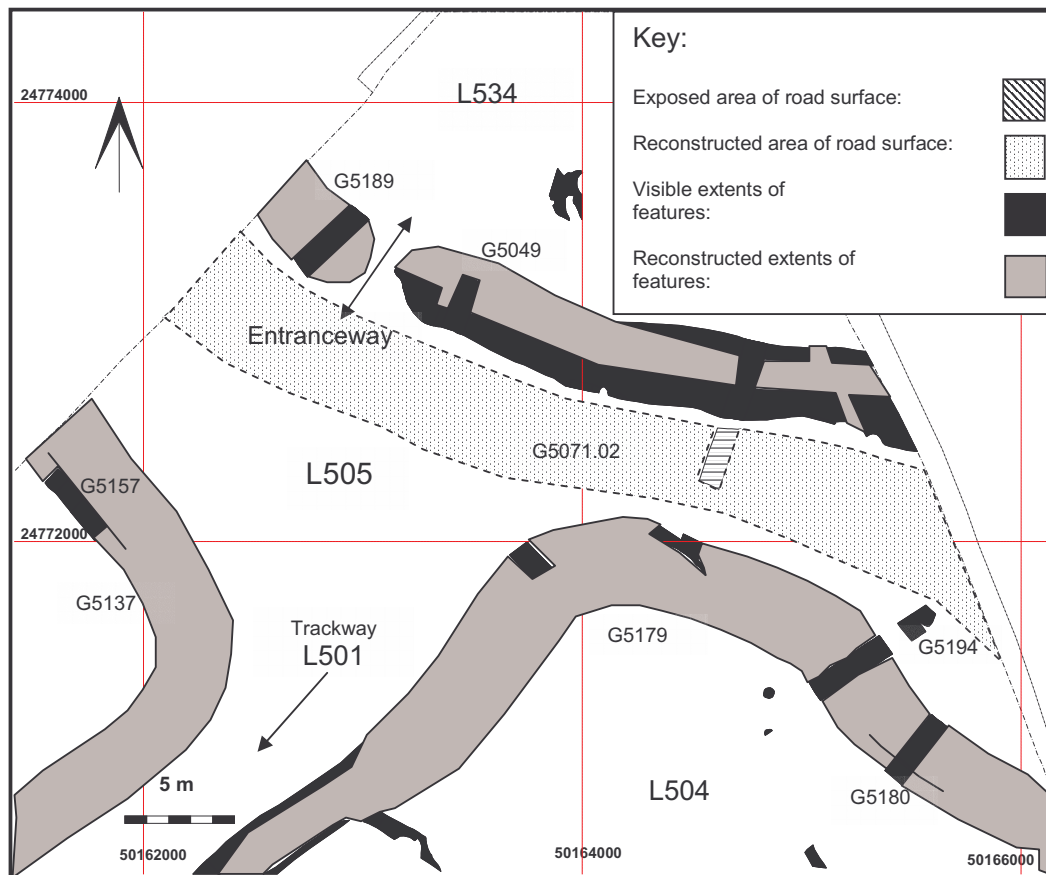 Key:
Exposed area of road surface:
Reconstructed area of road surface:
Visible extents of
features:
Reconstructed extents of
features:
24774000
L534
G5189
G5049
Entranceway
G5071.02
L505
G5157
24772000
G5137
Trackway
L501
G5179
G5194
5 m
L504
G5180
50162000
50164000
50166000